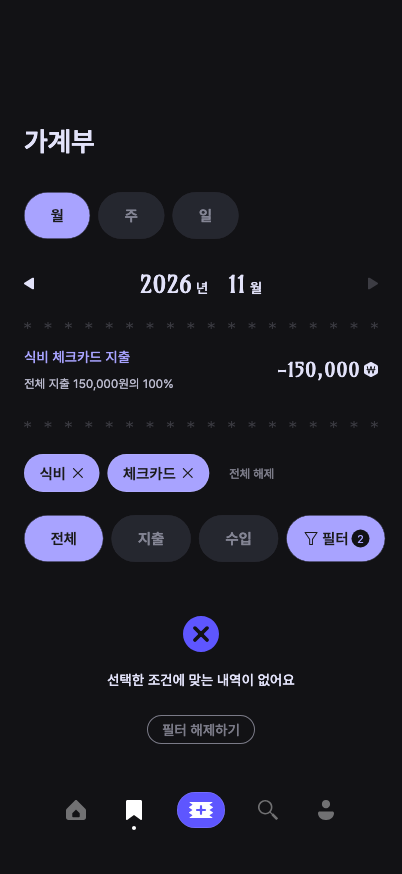 가계부
월 주 일
2026 년 11 월
* * * * * * * * * * * * * * * * * *
식비 체크카드 지출
전체 지출 150,000원의 100%
-150,000 ₩
* * * * * * * * * * * * * * * * * *
식비 체크카드 전체 해제
전체 지출 수입 필터 2
선택한 조건에 맞는 내역이 없어요
필터 해제하기